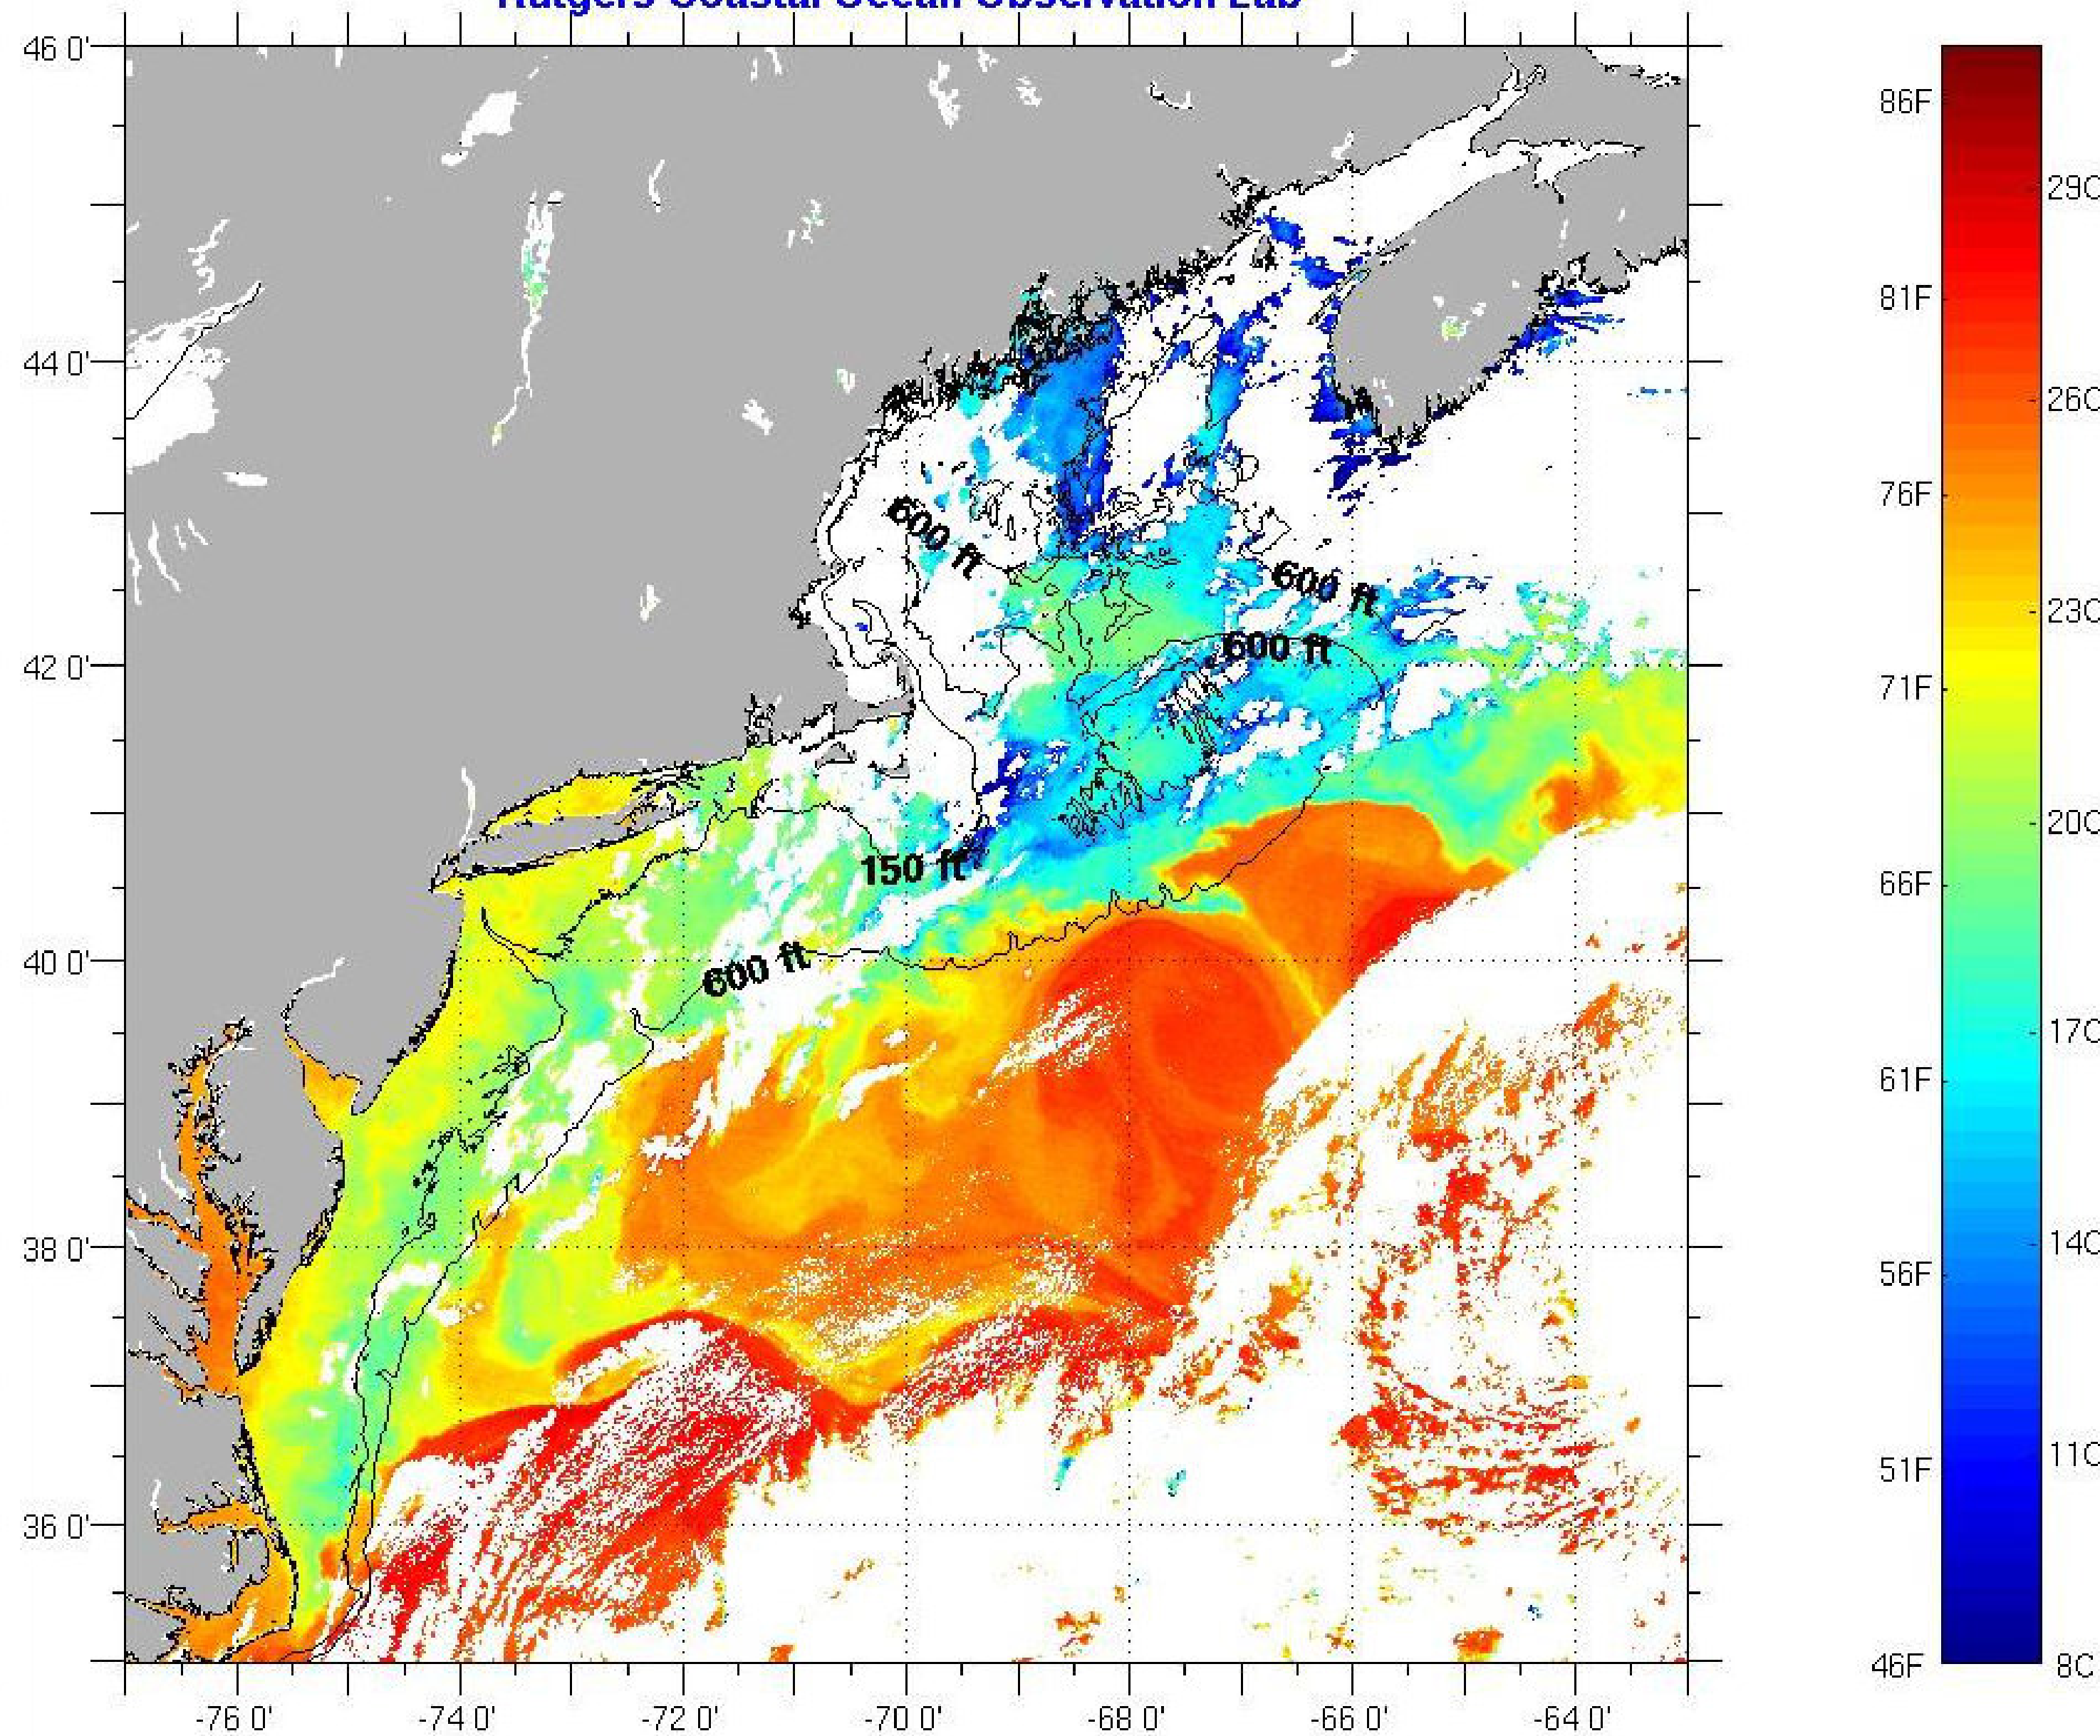 Rutgers Coastal Ocean Observation Lab
46 0'
44 0'
42 0'
40 0'
38 0'
36 0'
-76 0'
-74 0'
-72 0'
-70 0'
-68 0'
-66 0'
-64 0'
600 ft
600 ft
600 ft
150 ft
600 ft
86F
81F
76F
71F
66F
61F
56F
51F
46F
29C
26C
23C
20C
17C
14C
11C
8C